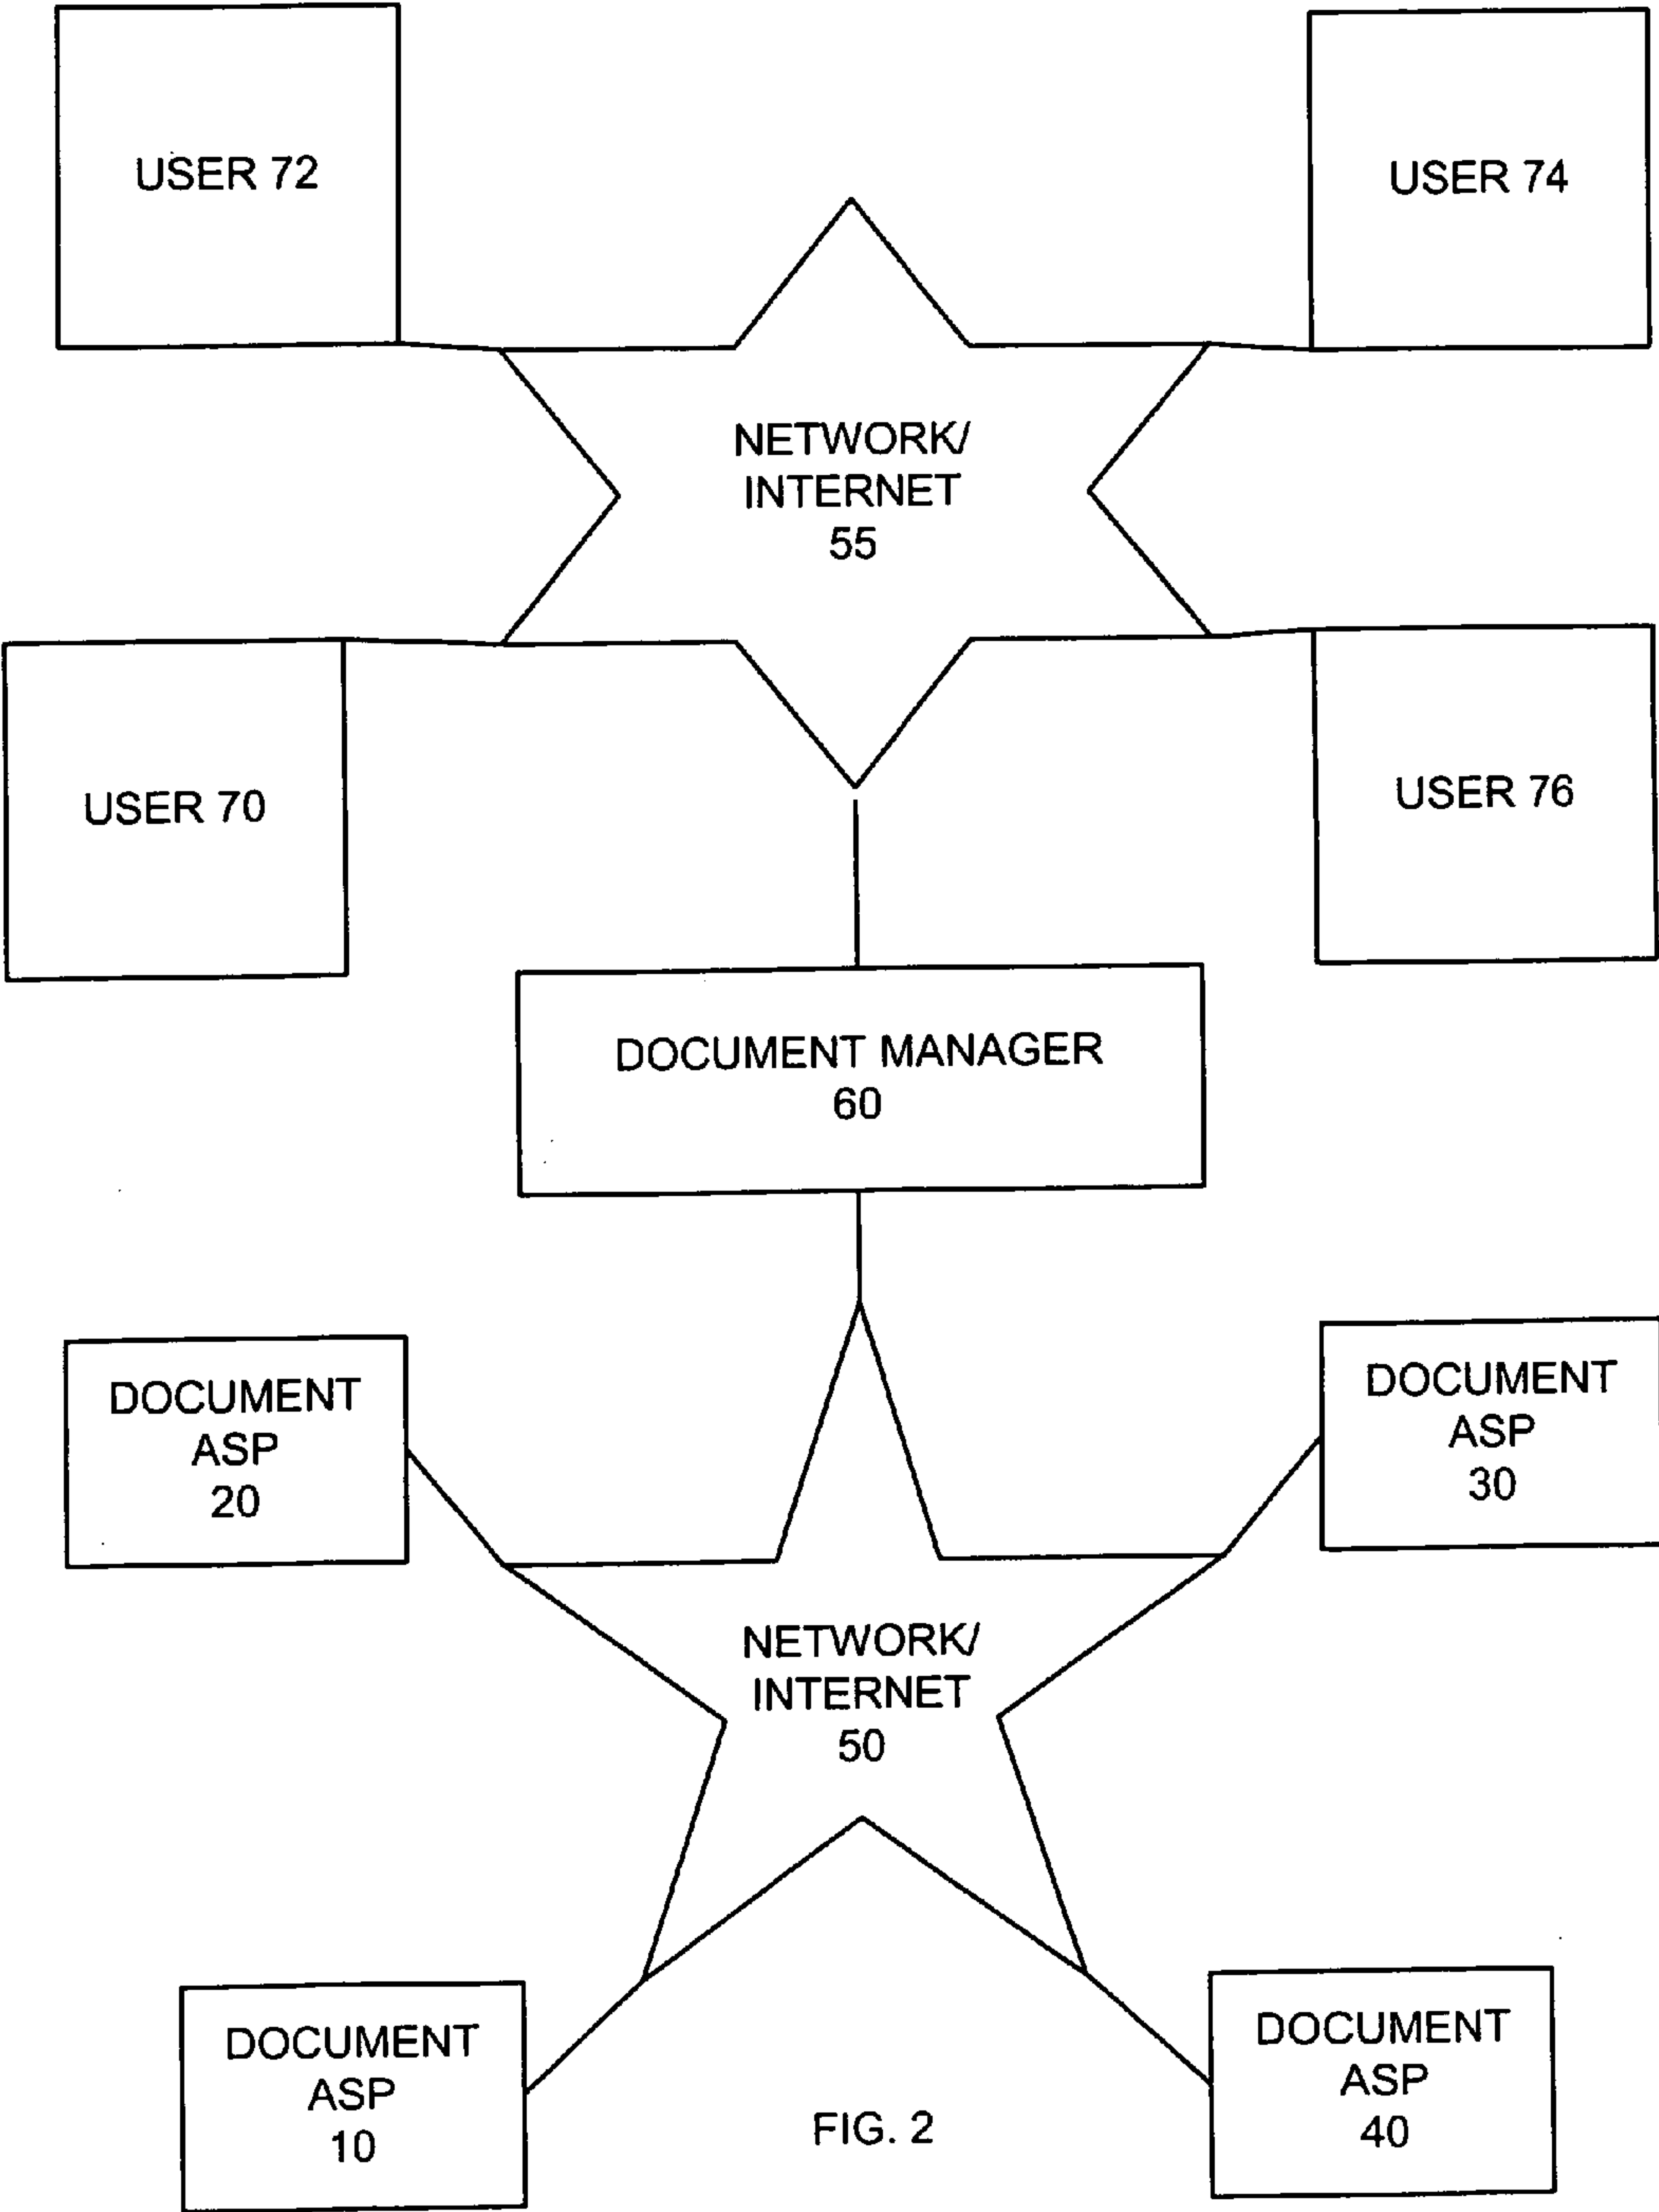 USER 72
USER 74
NETWORK/
INTERNET
55
USER 70
USER 76
DOCUMENT MANAGER
60
DOCUMENT
ASP
20
DOCUMENT
ASP
30
NETWORK/
INTERNET
50
DOCUMENT
ASP
10
DOCUMENT
ASP
40
FIG. 2